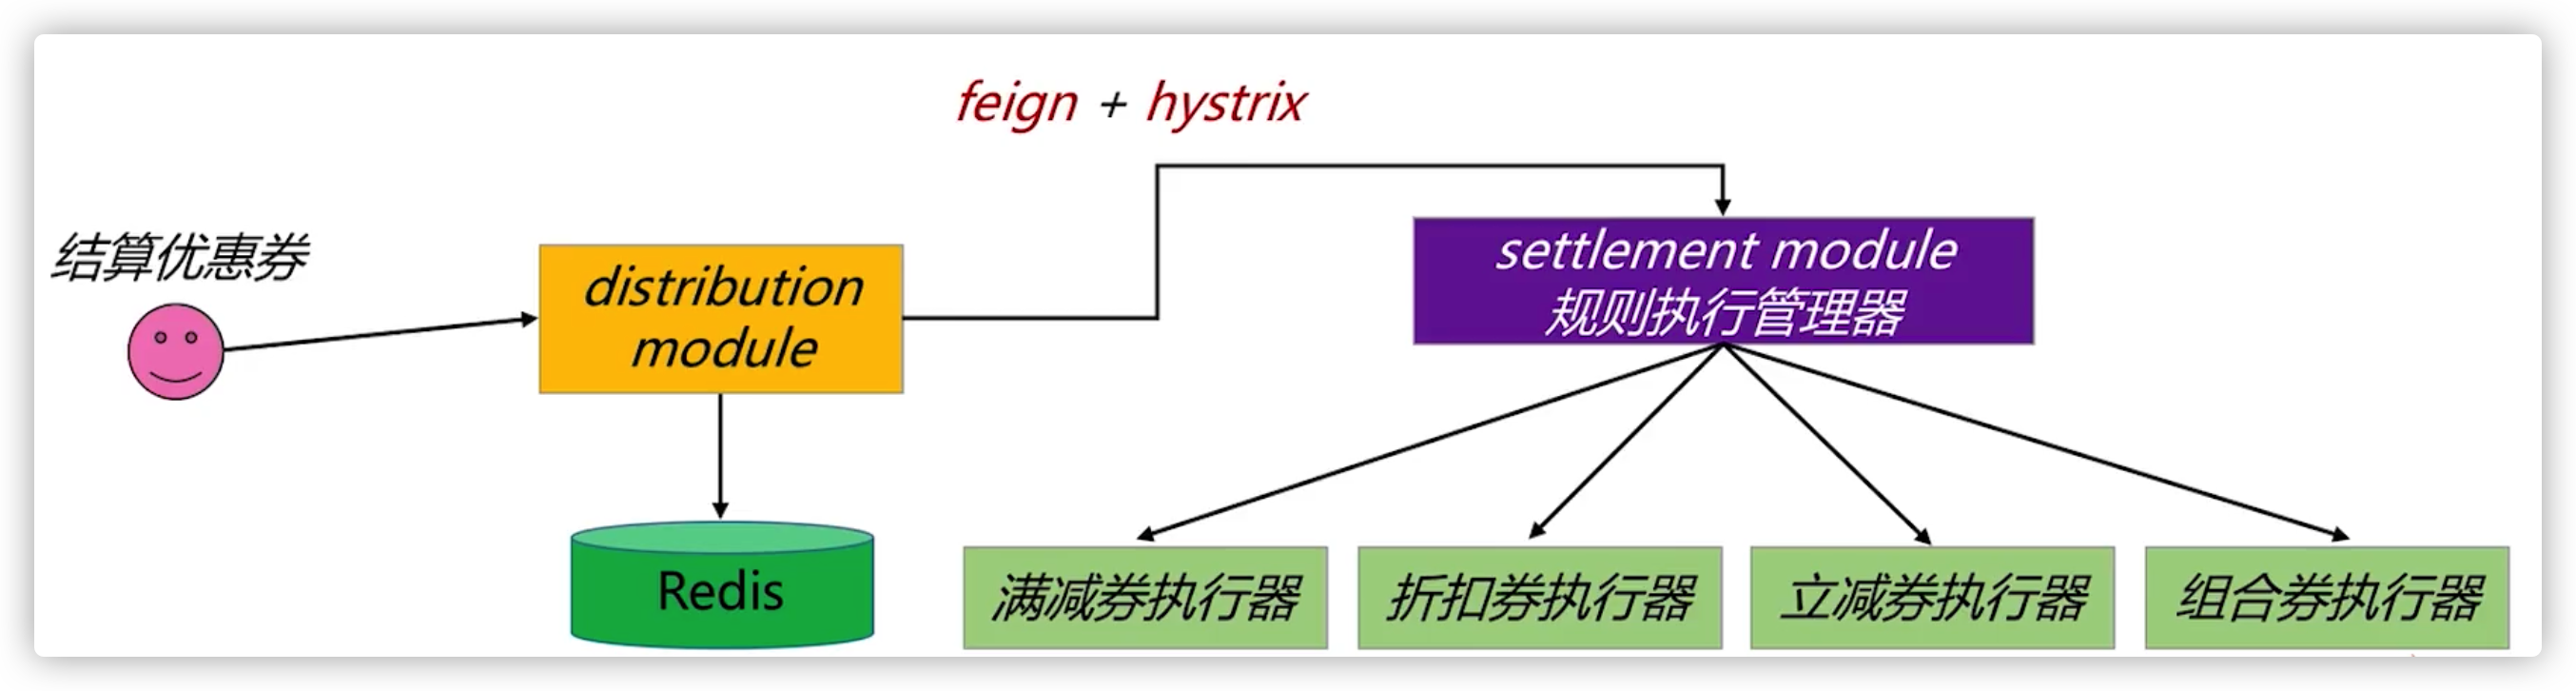 feign + hystrix
结算优惠券
distribution
module
settlement module
规则执行管理器
Redis
满减券执行器
折扣券执行器
立减券执行器
组合券执行器